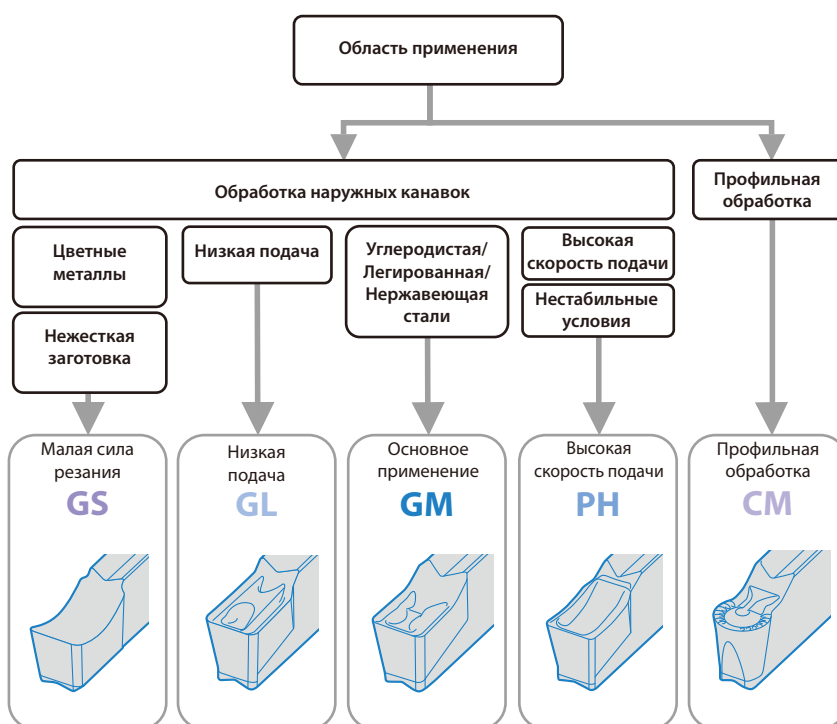 Область применения
Обработка наружных канавок
Профильная
обработка
Цветные
металлы
Нежесткая
заготовка
Низкая подача
Углеродистая/
Легированная/
Нержавеющая
стали
Высокая
скорость подачи
Нестабильные
условия
Малая сила
резания
GS
Низкая
подача
GL
Основное
применение
GM
Высокая
скорость подачи
PH
Профильная
обработка
CM